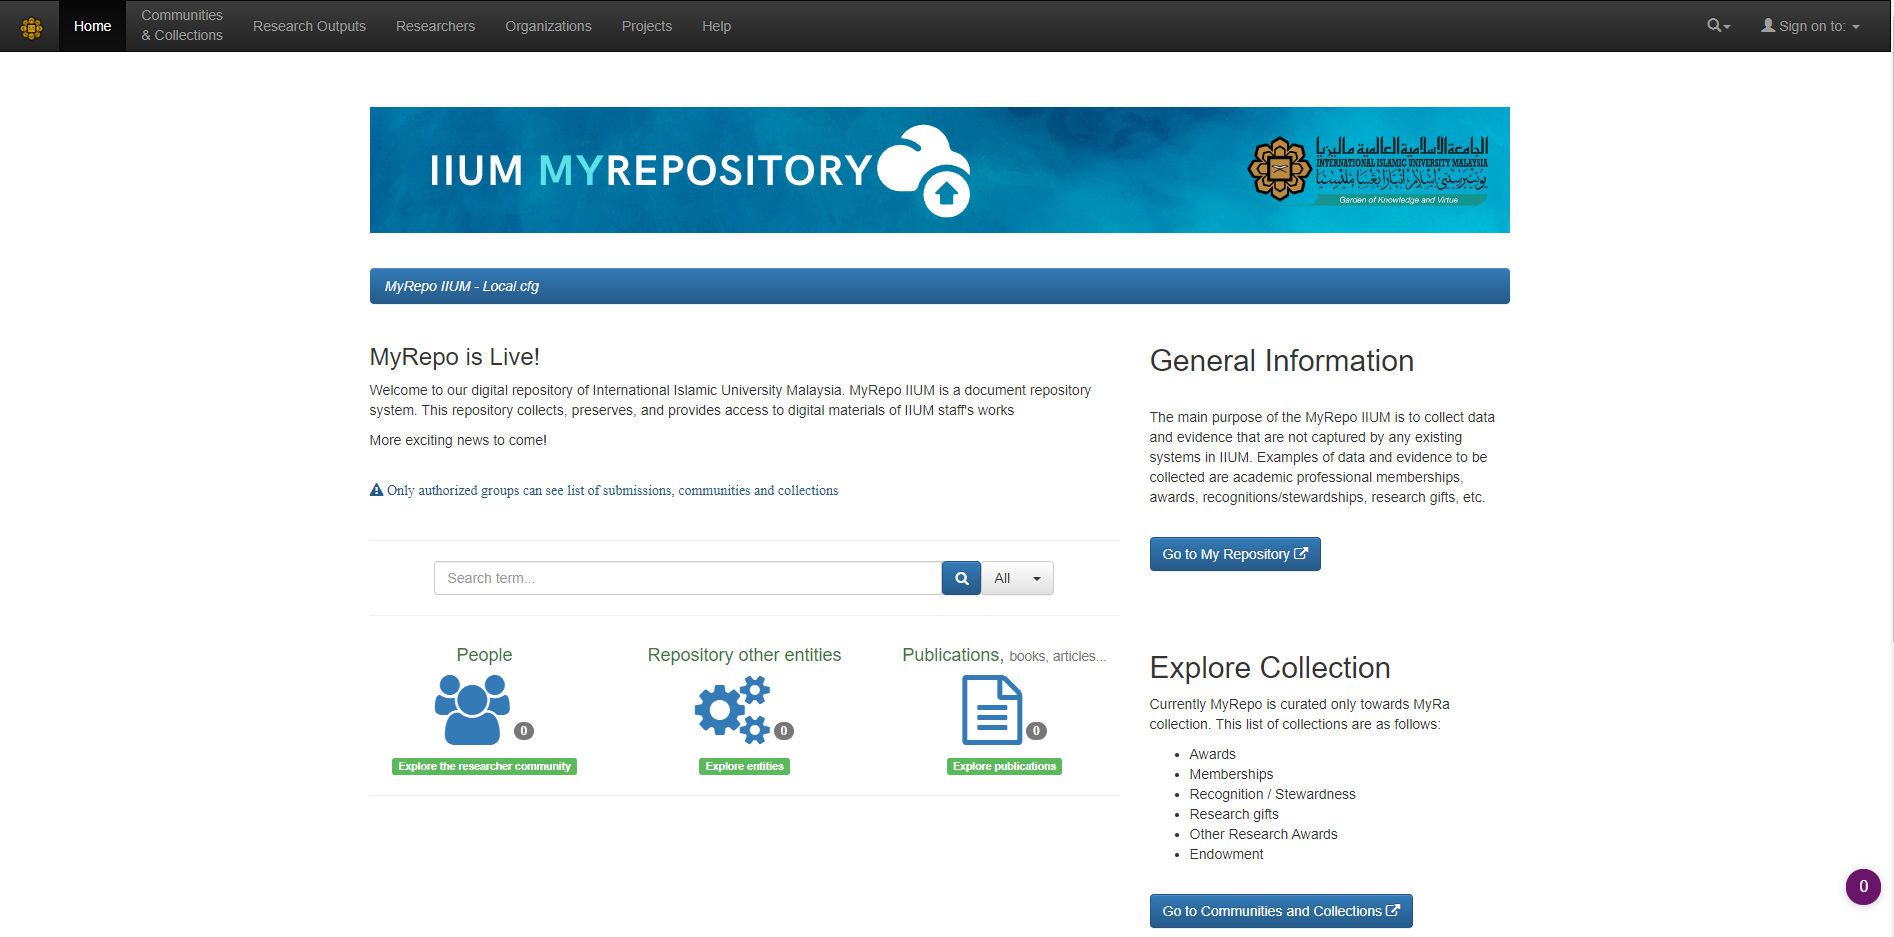 Home
Communities
& Collections
Research Outputs
Researchers
Organizations
Projects
Help
Sign on to:
IIUM MYREPOSITORY
الجامعة الإسلامية العالمية ماليزيا
INTERNATIONAL ISLAMIC UNIVERSITY MALAYSIA
يونيۏرسيتي اسلام انتارابڠسا مليسيا
Garden of Knowledge and Virtue
MyRepo IIUM - Local.cfg
MyRepo is Live!
Welcome to our digital repository of International Islamic University Malaysia. MyRepo IIUM is a document repository
system. This repository collects, preserves, and provides access to digital materials of IIUM staff's works
More exciting news to come!
Only authorized groups can see list of submissions, communities and collections
Search term...
All
People
0
Explore the researcher community
Repository other entities
0
Explore entities
Publications, books, articles...
0
Explore publications
General Information
The main purpose of the MyRepo IIUM is to collect data
and evidence that are not captured by any existing
systems in IIUM. Examples of data and evidence to be
collected are academic professional memberships,
awards, recognitions/stewardships, research gifts, etc.
Go to My Repository
Explore Collection
Currently MyRepo is curated only towards MyRa
collection. This list of collections are as follows:
Awards
Memberships
Recognition / Stewardness
Research gifts
Other Research Awards
Endowment
Go to Communities and Collections
0